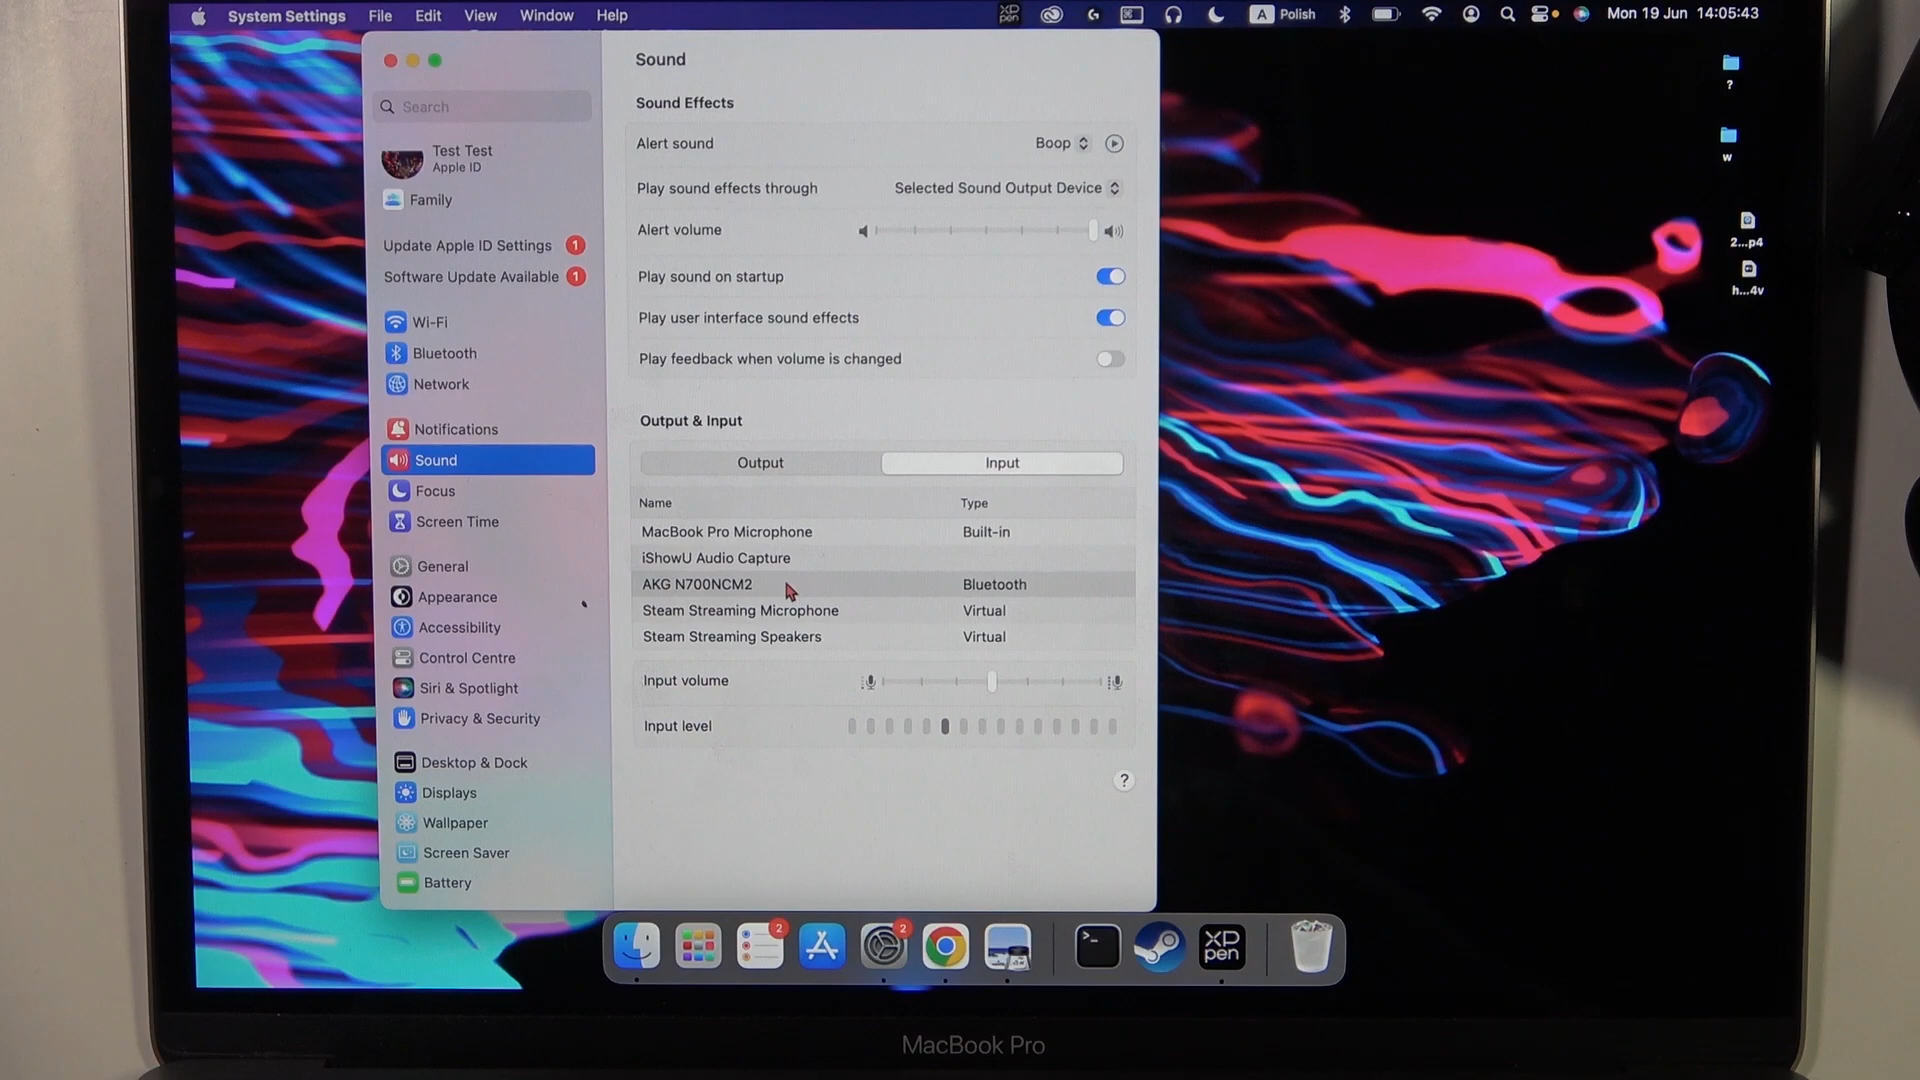 System Settings File Edit View Window Help
XP pen
A Polish
Mon 19 Jun 14:05:43
Sound
Search
Test Test
Apple ID
Family
Update Apple ID Settings 1
Software Update Available 1
Wi-Fi
Bluetooth
Network
Notifications
Sound
Focus
Screen Time
General
Appearance
Accessibility
Control Centre
Siri & Spotlight
Privacy & Security
Desktop & Dock
Displays
Wallpaper
Screen Saver
Battery
Sound Effects
Alert sound Boop
Play sound effects through Selected Sound Output Device
Alert volume
Play sound on startup
Play user interface sound effects
Play feedback when volume is changed
Output & Input
Output Input
Name Type
MacBook Pro Microphone Built-in
iShowU Audio Capture
AKG N700NCM2 Bluetooth
Steam Streaming Microphone Virtual
Steam Streaming Speakers Virtual
Input volume
Input level
?
?
w
2...p4
h...4v
2
2
>_
XP
pen
MacBook Pro